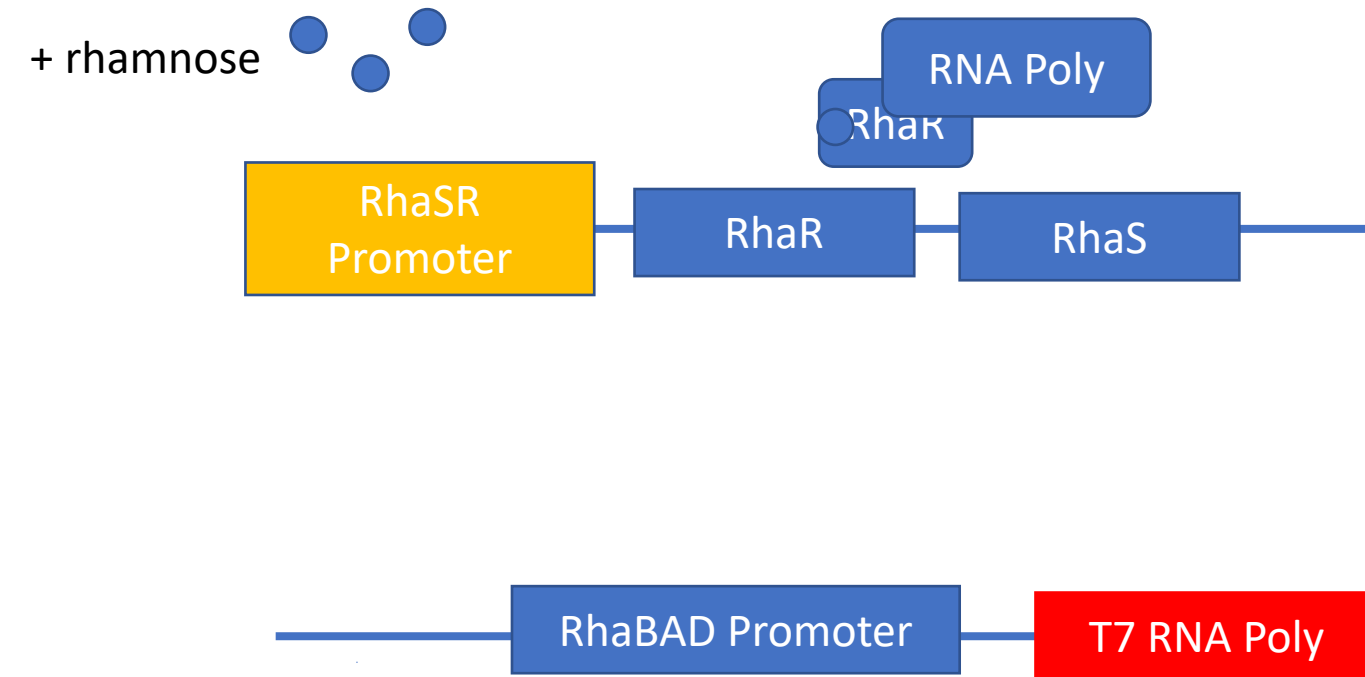 + rhamnose
RNA Poly
RhaR
RhaSR
Promoter
RhaR
RhaS
RhaBAD Promoter
T7 RNA Poly